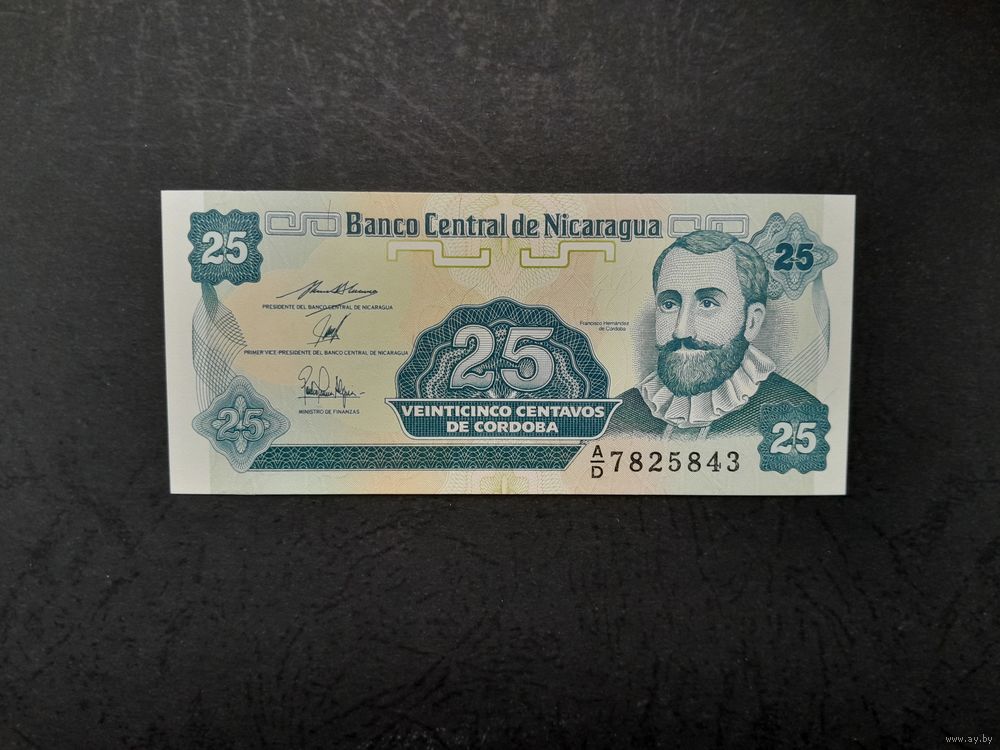 Banco Central de Nicaragua
25
25
PRESIDENTE DEL BANCO CENTRAL DE NICARAGUA
Francisco Hernández
de Córdoba
PRIMER VICE-PRESIDENTE DEL BANCO CENTRAL DE NICARAGUA
25
MINISTRO DE FINANZAS
VEINTICINCO CENTAVOS
DE CORDOBA
25
25
A/D 7825843
www.ay.by